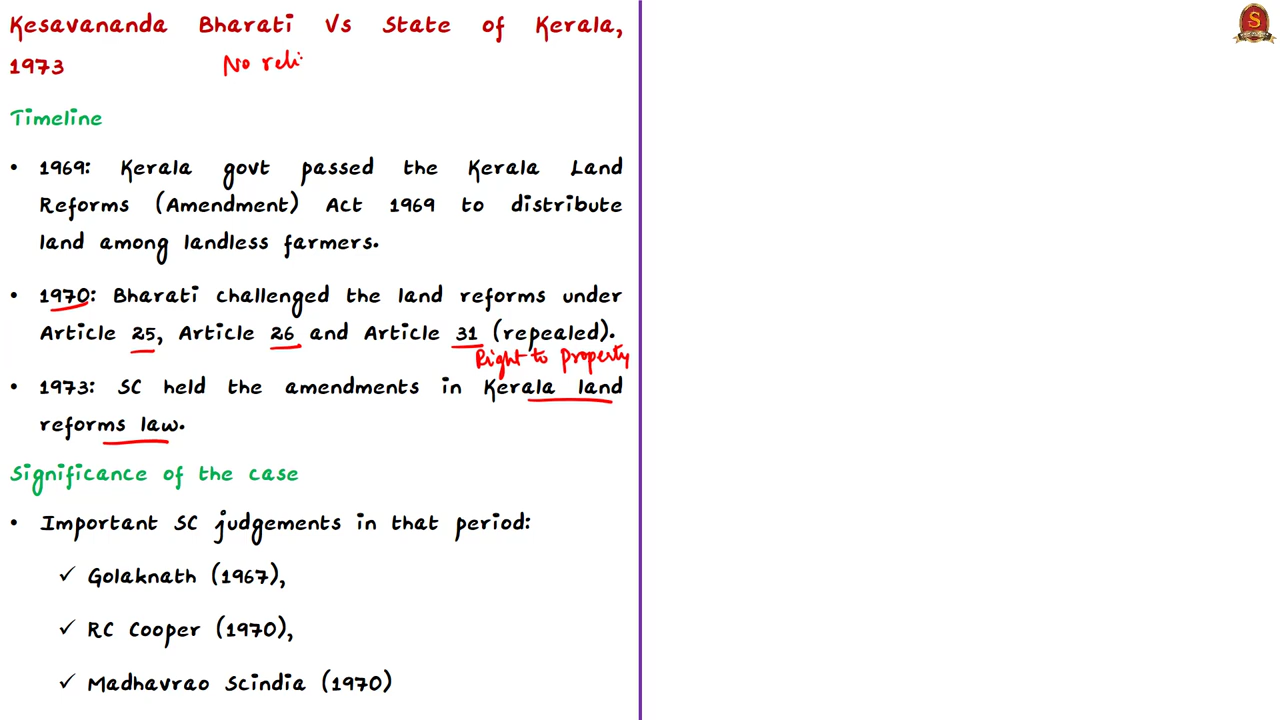 Kesavananda Bharati Vs State of Kerala,
1973
No reli
Timeline
• 1969: Kerala govt passed the Kerala Land
Reforms (Amendment) Act 1969 to distribute
land among landless farmers.
• 1970: Bharati challenged the land reforms under
Article 25, Article 26 and Article 31 (repealed).
Right to property
• 1973: SC held the amendments in Kerala land
reforms law.
Significance of the case
• Important SC judgements in that period:
✓ Golaknath (1967),
✓ RC Cooper (1970),
✓ Madhavrao Scindia (1970)
S